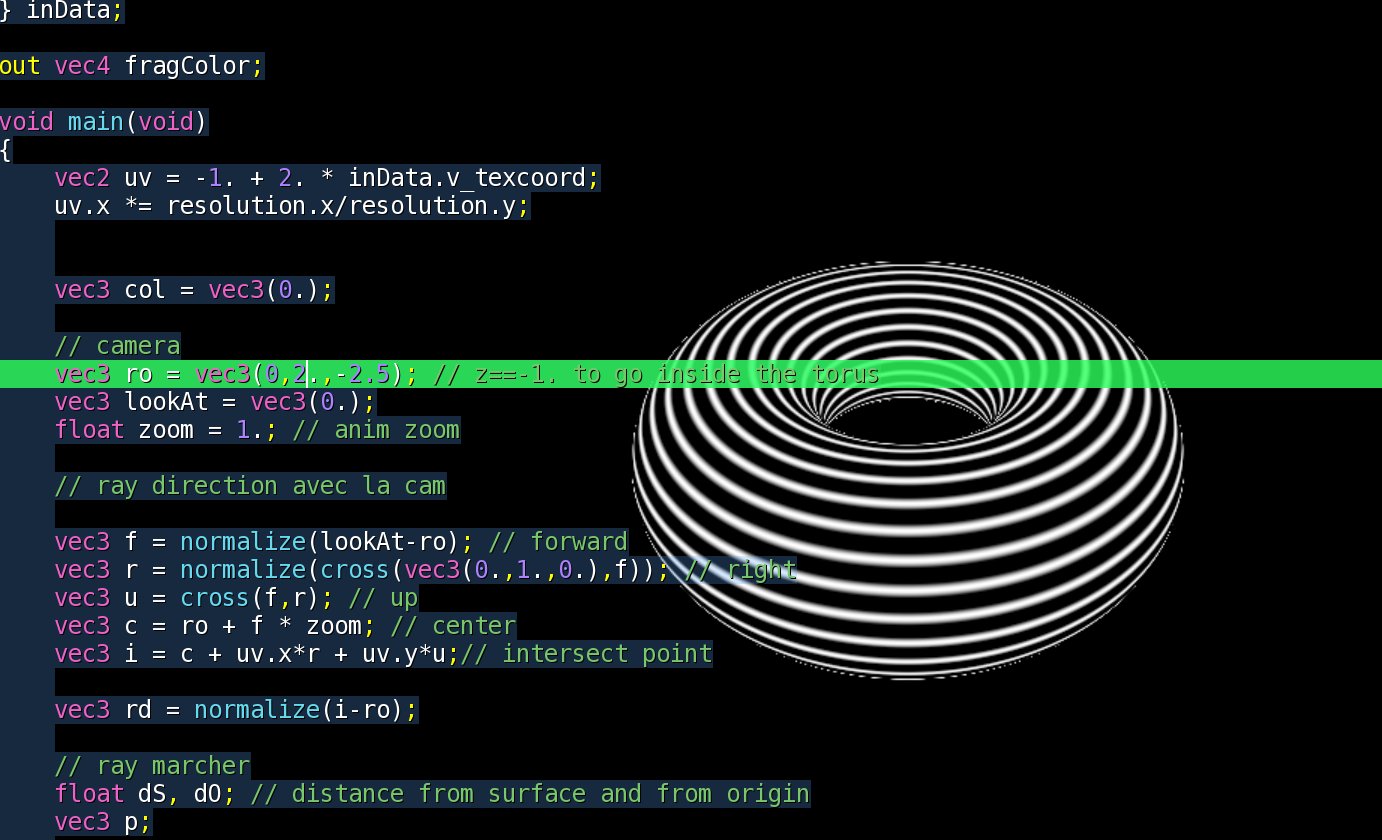 } inData;
out vec4 fragColor;
void main(void)
{
vec2 uv = -1. + 2. * inData.v_texcoord;
uv.x *= resolution.x/resolution.y;
vec3 col = vec3(0.);
// camera
vec3 ro = vec3(0,2.,-2.5); // z==-1. to go inside the torus
vec3 lookAt = vec3(0.);
float zoom = 1.; // anim zoom
// ray direction avec la cam
vec3 f = normalize(lookAt-ro); // forward
vec3 r = normalize(cross(vec3(0.,1.,0.),f)); // right
vec3 u = cross(f,r); // up
vec3 c = ro + f * zoom; // center
vec3 i = c + uv.x*r + uv.y*u;// intersect point
vec3 rd = normalize(i-ro);
// ray marcher
float dS, dO; // distance from surface and from origin
vec3 p;